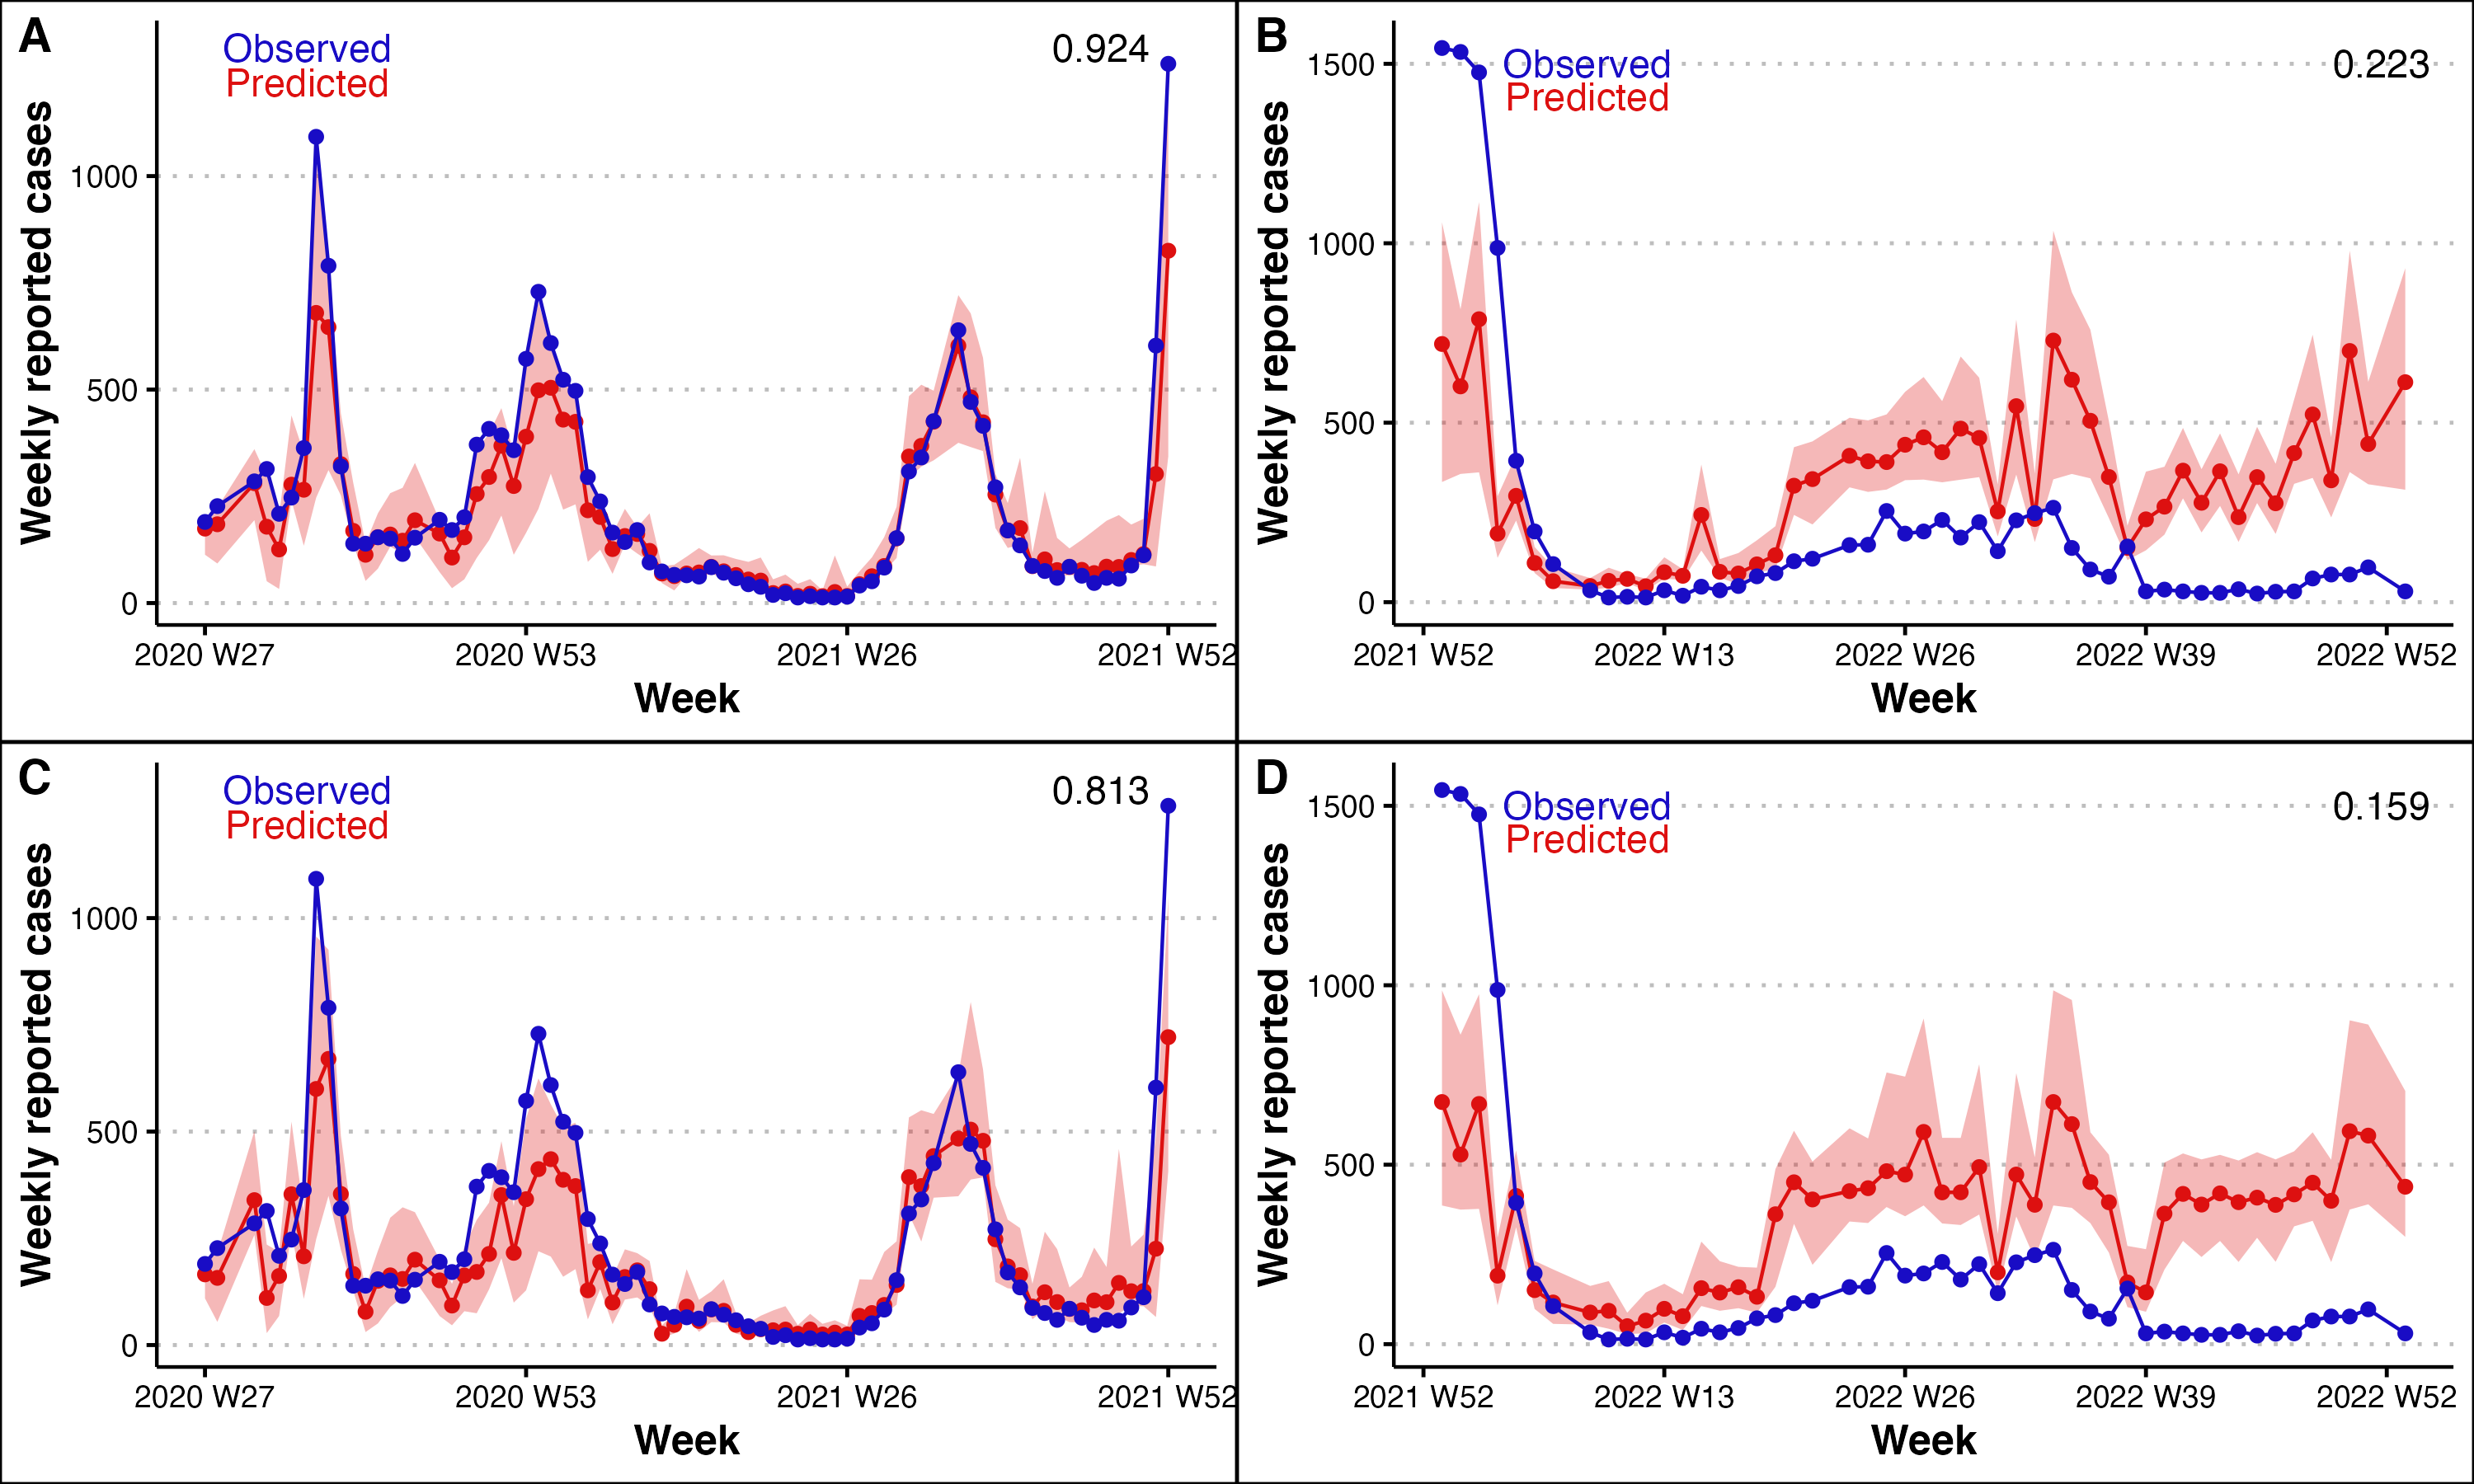 A
Observed
Predicted
0.924
Weekly reported cases
1000
500
0
2020 W27
2020 W53
2021 W26
2021 W52
Week
B
Observed
Predicted
0.223
Weekly reported cases
1500
1000
500
0
2021 W52
2022 W13
2022 W26
2022 W39
2022 W52
Week
C
Observed
Predicted
0.813
Weekly reported cases
1000
500
0
2020 W27
2020 W53
2021 W26
2021 W52
Week
D
Observed
Predicted
0.159
Weekly reported cases
1500
1000
500
0
2021 W52
2022 W13
2022 W26
2022 W39
2022 W52
Week